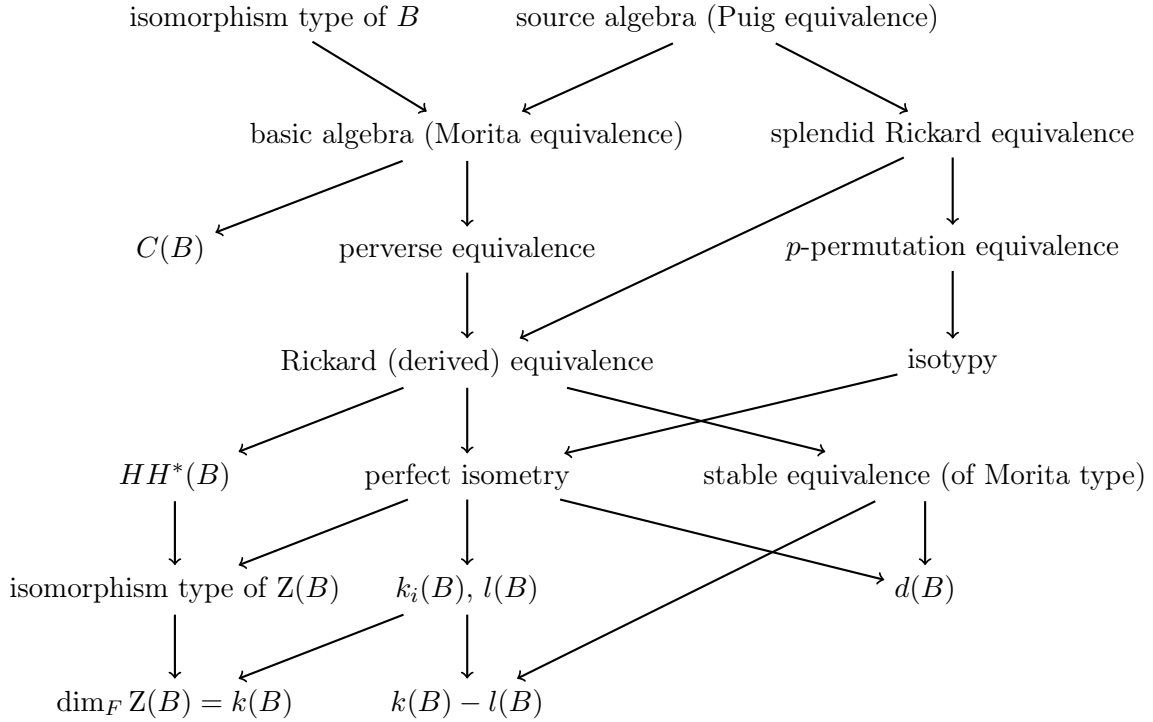 isomorphism type of B
source algebra (Puig equivalence)
basic algebra (Morita equivalence)
splendid Rickard equivalence
C(B)
perverse equivalence
p-permutation equivalence
Rickard (derived) equivalence
isotypy
HH*(B)
perfect isometry
stable equivalence (of Morita type)
isomorphism type of Z(B)
k_i(B), l(B)
d(B)
dim_F Z(B) = k(B)
k(B) − l(B)